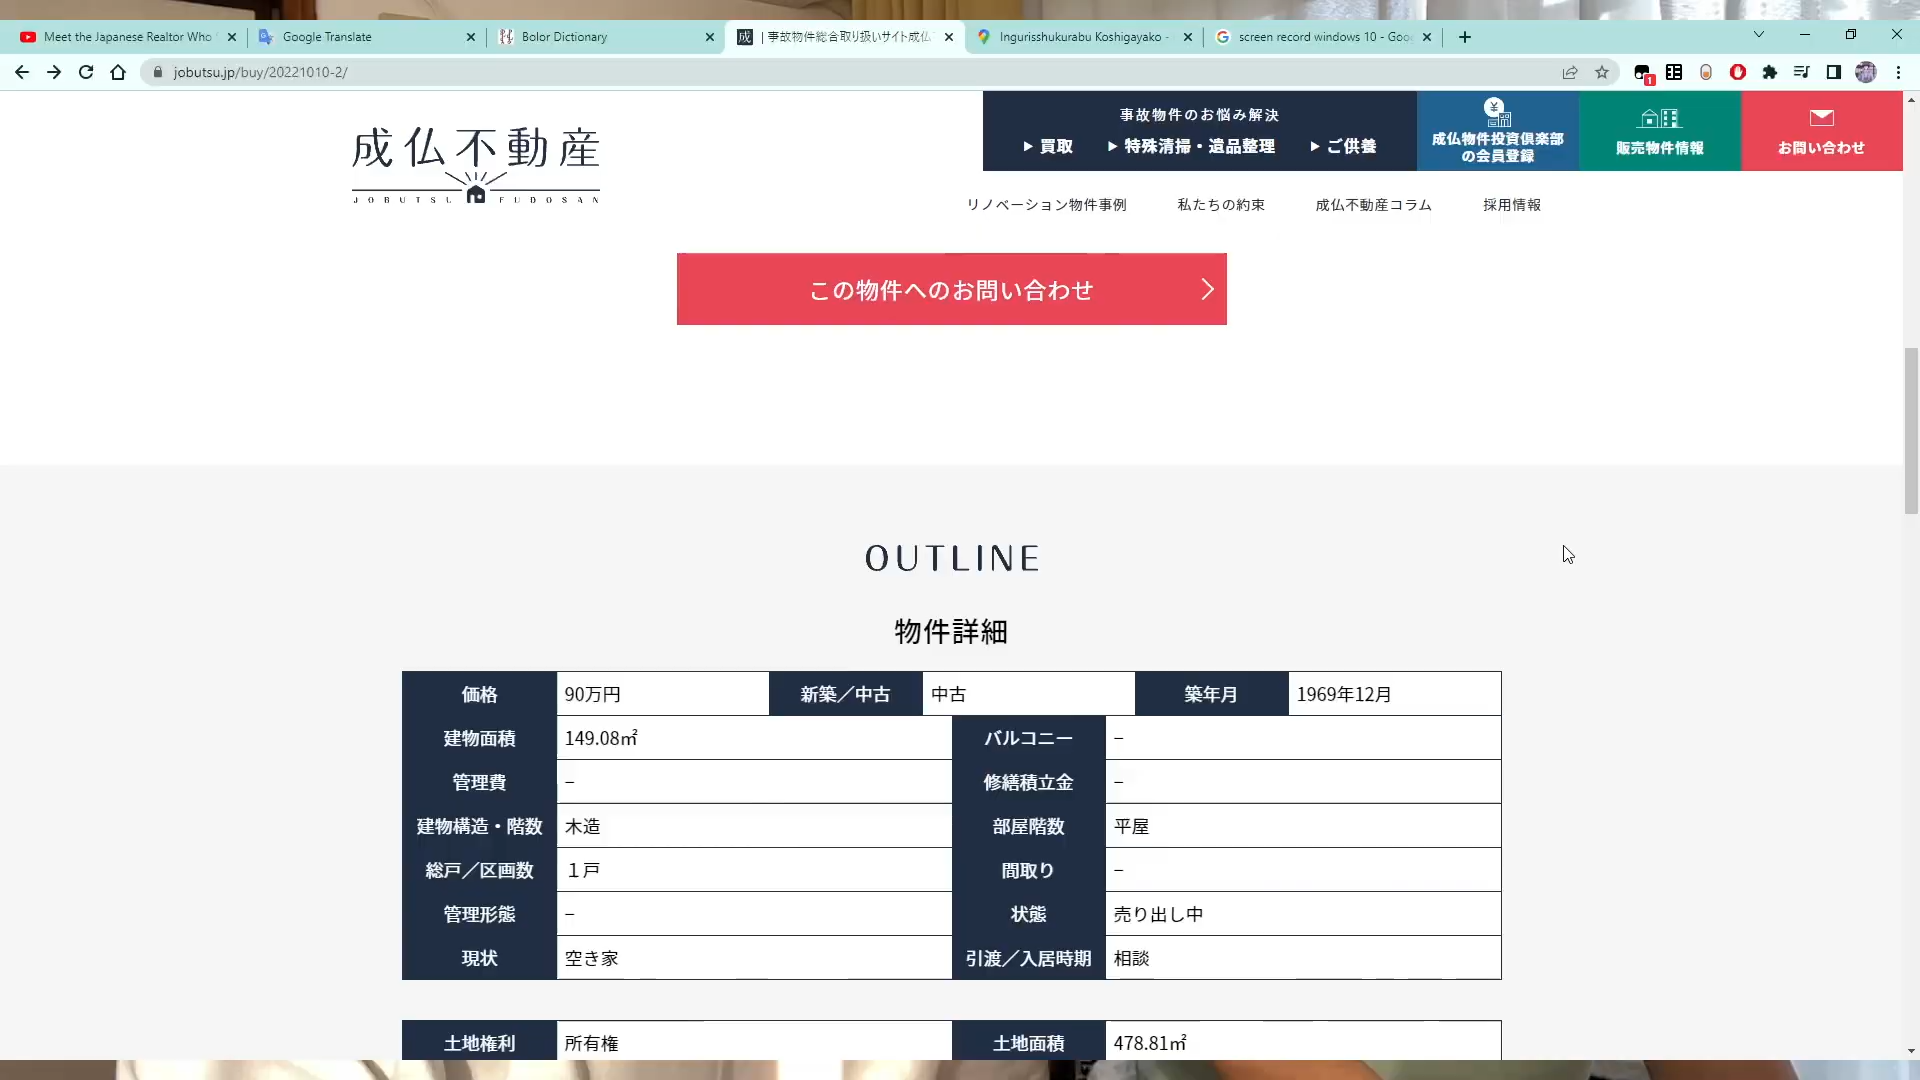 Meet the Japanese Realtor Who
Google Translate
Bolor Dictionary
| 事故物件総合取り扱いサイト成仏
Ingurisshukurabu Koshigayako -
screen record windows 10 - Goo
jobutsu.jp/buy/20221010-2/
1
成仏不動産
JOBUTSU FUDOSAN
事故物件のお悩み解決
▶ 買取 ▶ 特殊清掃・遺品整理 ▶ ご供養
成仏物件投資倶楽部
の会員登録
販売物件情報
お問い合わせ
リノベーション物件事例 私たちの約束 成仏不動産コラム 採用情報
この物件へのお問い合わせ
OUTLINE
物件詳細
価格 90万円 新築／中古 中古 築年月 1969年12月
建物面積 149.08㎡ バルコニー –
管理費 – 修繕積立金 –
建物構造・階数 木造 部屋階数 平屋
総戸／区画数 １戸 間取り –
管理形態 – 状態 売り出し中
現状 空き家 引渡／入居時期 相談
土地権利 所有権 土地面積 478.81㎡